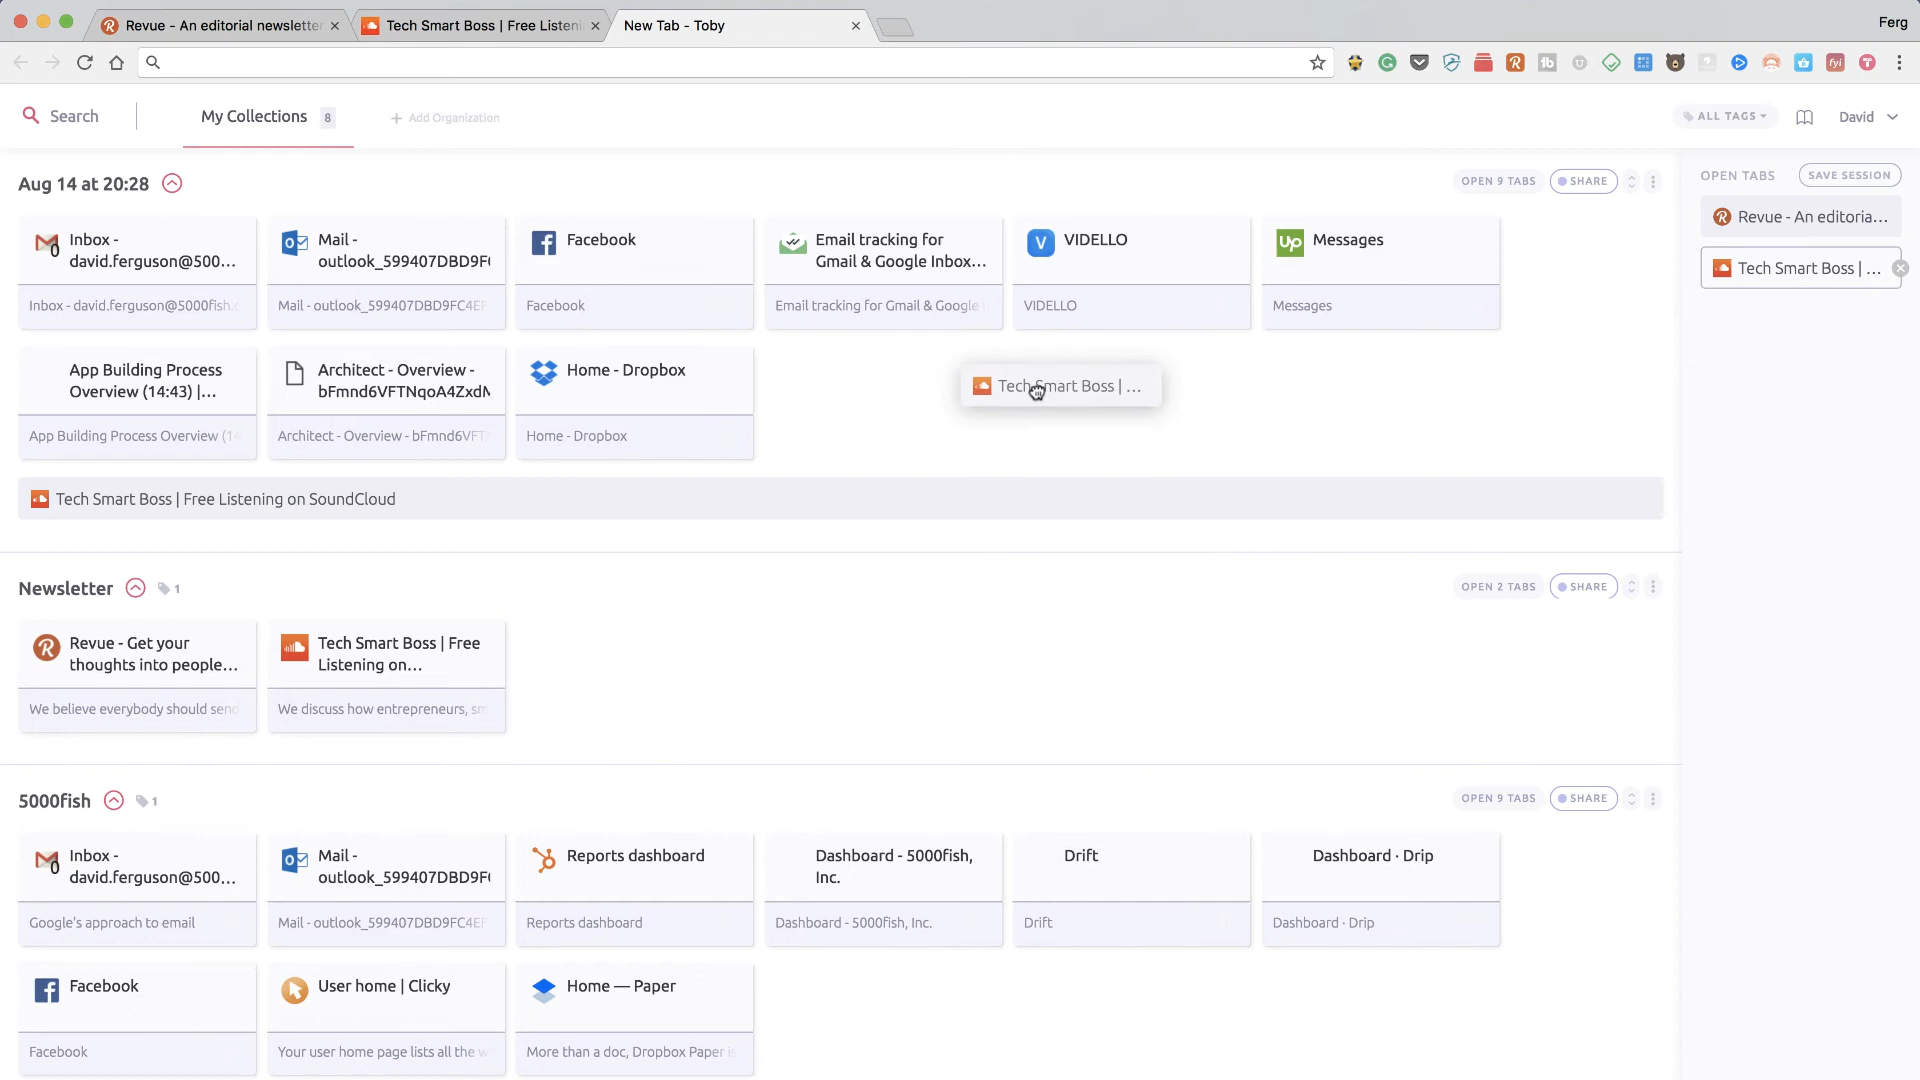 Revue - An editorial newsletter
Tech Smart Boss | Free Listeni
New Tab - Toby
Ferg
Search
My Collections 8
+ Add Organization
ALL TAGS
David
Aug 14 at 20:28
OPEN 9 TABS
SHARE
OPEN TABS
SAVE SESSION
Revue - An editoria...
Tech Smart Boss | ...
Inbox -
david.ferguson@500...
Inbox - david.ferguson@5000fish.c
Mail -
outlook_599407DBD9F
Mail - outlook_599407DBD9FC4EF
Facebook
Facebook
Email tracking for
Gmail & Google Inbox...
Email tracking for Gmail & Google
VIDELLO
VIDELLO
Up
Messages
Messages
App Building Process
Overview (14:43) |...
App Building Process Overview (14
Architect - Overview -
bFmnd6VFTNqoA4ZxdN
Architect - Overview - bFmnd6VFT
Home - Dropbox
Home - Dropbox
Tech Smart Boss | ...
Tech Smart Boss | Free Listening on SoundCloud
Newsletter 1
OPEN 2 TABS
SHARE
Revue - Get your
thoughts into people...
We believe everybody should send
Tech Smart Boss | Free
Listening on...
We discuss how entrepreneurs, sm
5000fish 1
OPEN 9 TABS
SHARE
Inbox -
david.ferguson@500...
Google's approach to email
Mail -
outlook_599407DBD9F
Mail - outlook_599407DBD9FC4EF
Reports dashboard
Reports dashboard
Dashboard - 5000fish,
Inc.
Dashboard - 5000fish, Inc.
Drift
Drift
Dashboard · Drip
Dashboard · Drip
Facebook
Facebook
User home | Clicky
Your user home page lists all the w
Home — Paper
More than a doc, Dropbox Paper is